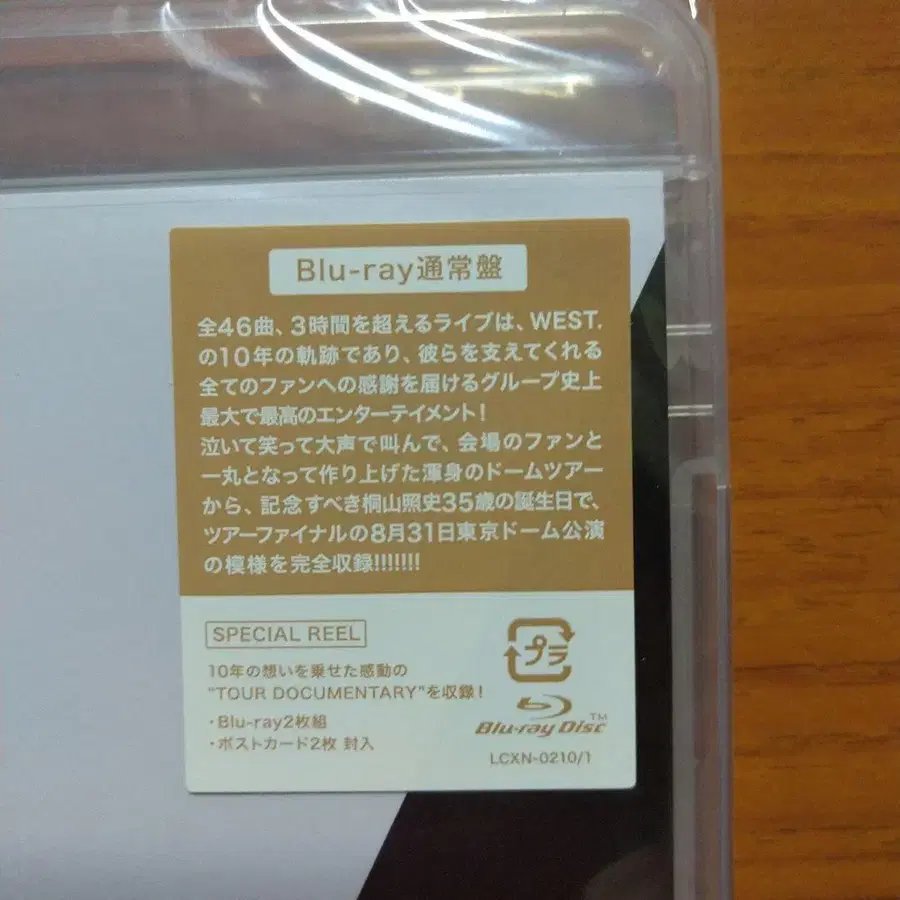 Blu-ray通常盤
全46曲、3時間を超えるライブは、WEST.
の10年の軌跡であり、彼らを支えてくれる
全てのファンへの感謝を届けるグループ史上
最大で最高のエンターテイメント!
泣いて笑って大声で叫んで、会場のファンと
一丸となって作り上げた渾身のドームツアー
から、記念すべき桐山照史35歳の誕生日で、
ツアーファイナルの8月31日東京ドーム公演
の模様を完全収録!!!!!!!
SPECIAL REEL
10年の想いを乗せた感動の
"TOUR DOCUMENTARY"を収録!
・Blu-ray2枚組
・ポストカード2枚 封入
プラ
Blu-ray Disc™
LCXN-0210/1